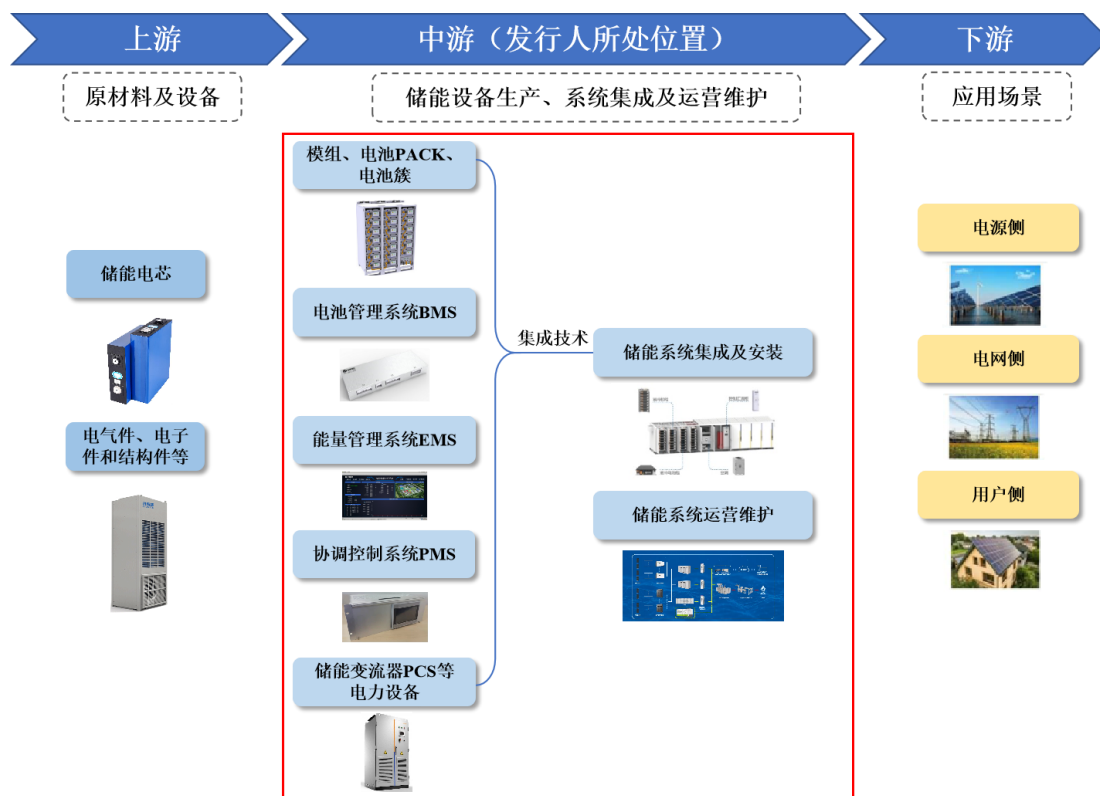 上游
中游（发行人所处位置）
下游
原材料及设备
储能设备生产、系统集成及运营维护
应用场景
储能电芯
电气件、电子
件和结构件等
模组、电池PACK、
电池簇
电池管理系统BMS
能量管理系统EMS
协调控制系统PMS
储能变流器PCS等
电力设备
集成技术
储能系统集成及安装
储能系统运营维护
电源侧
电网侧
用户侧